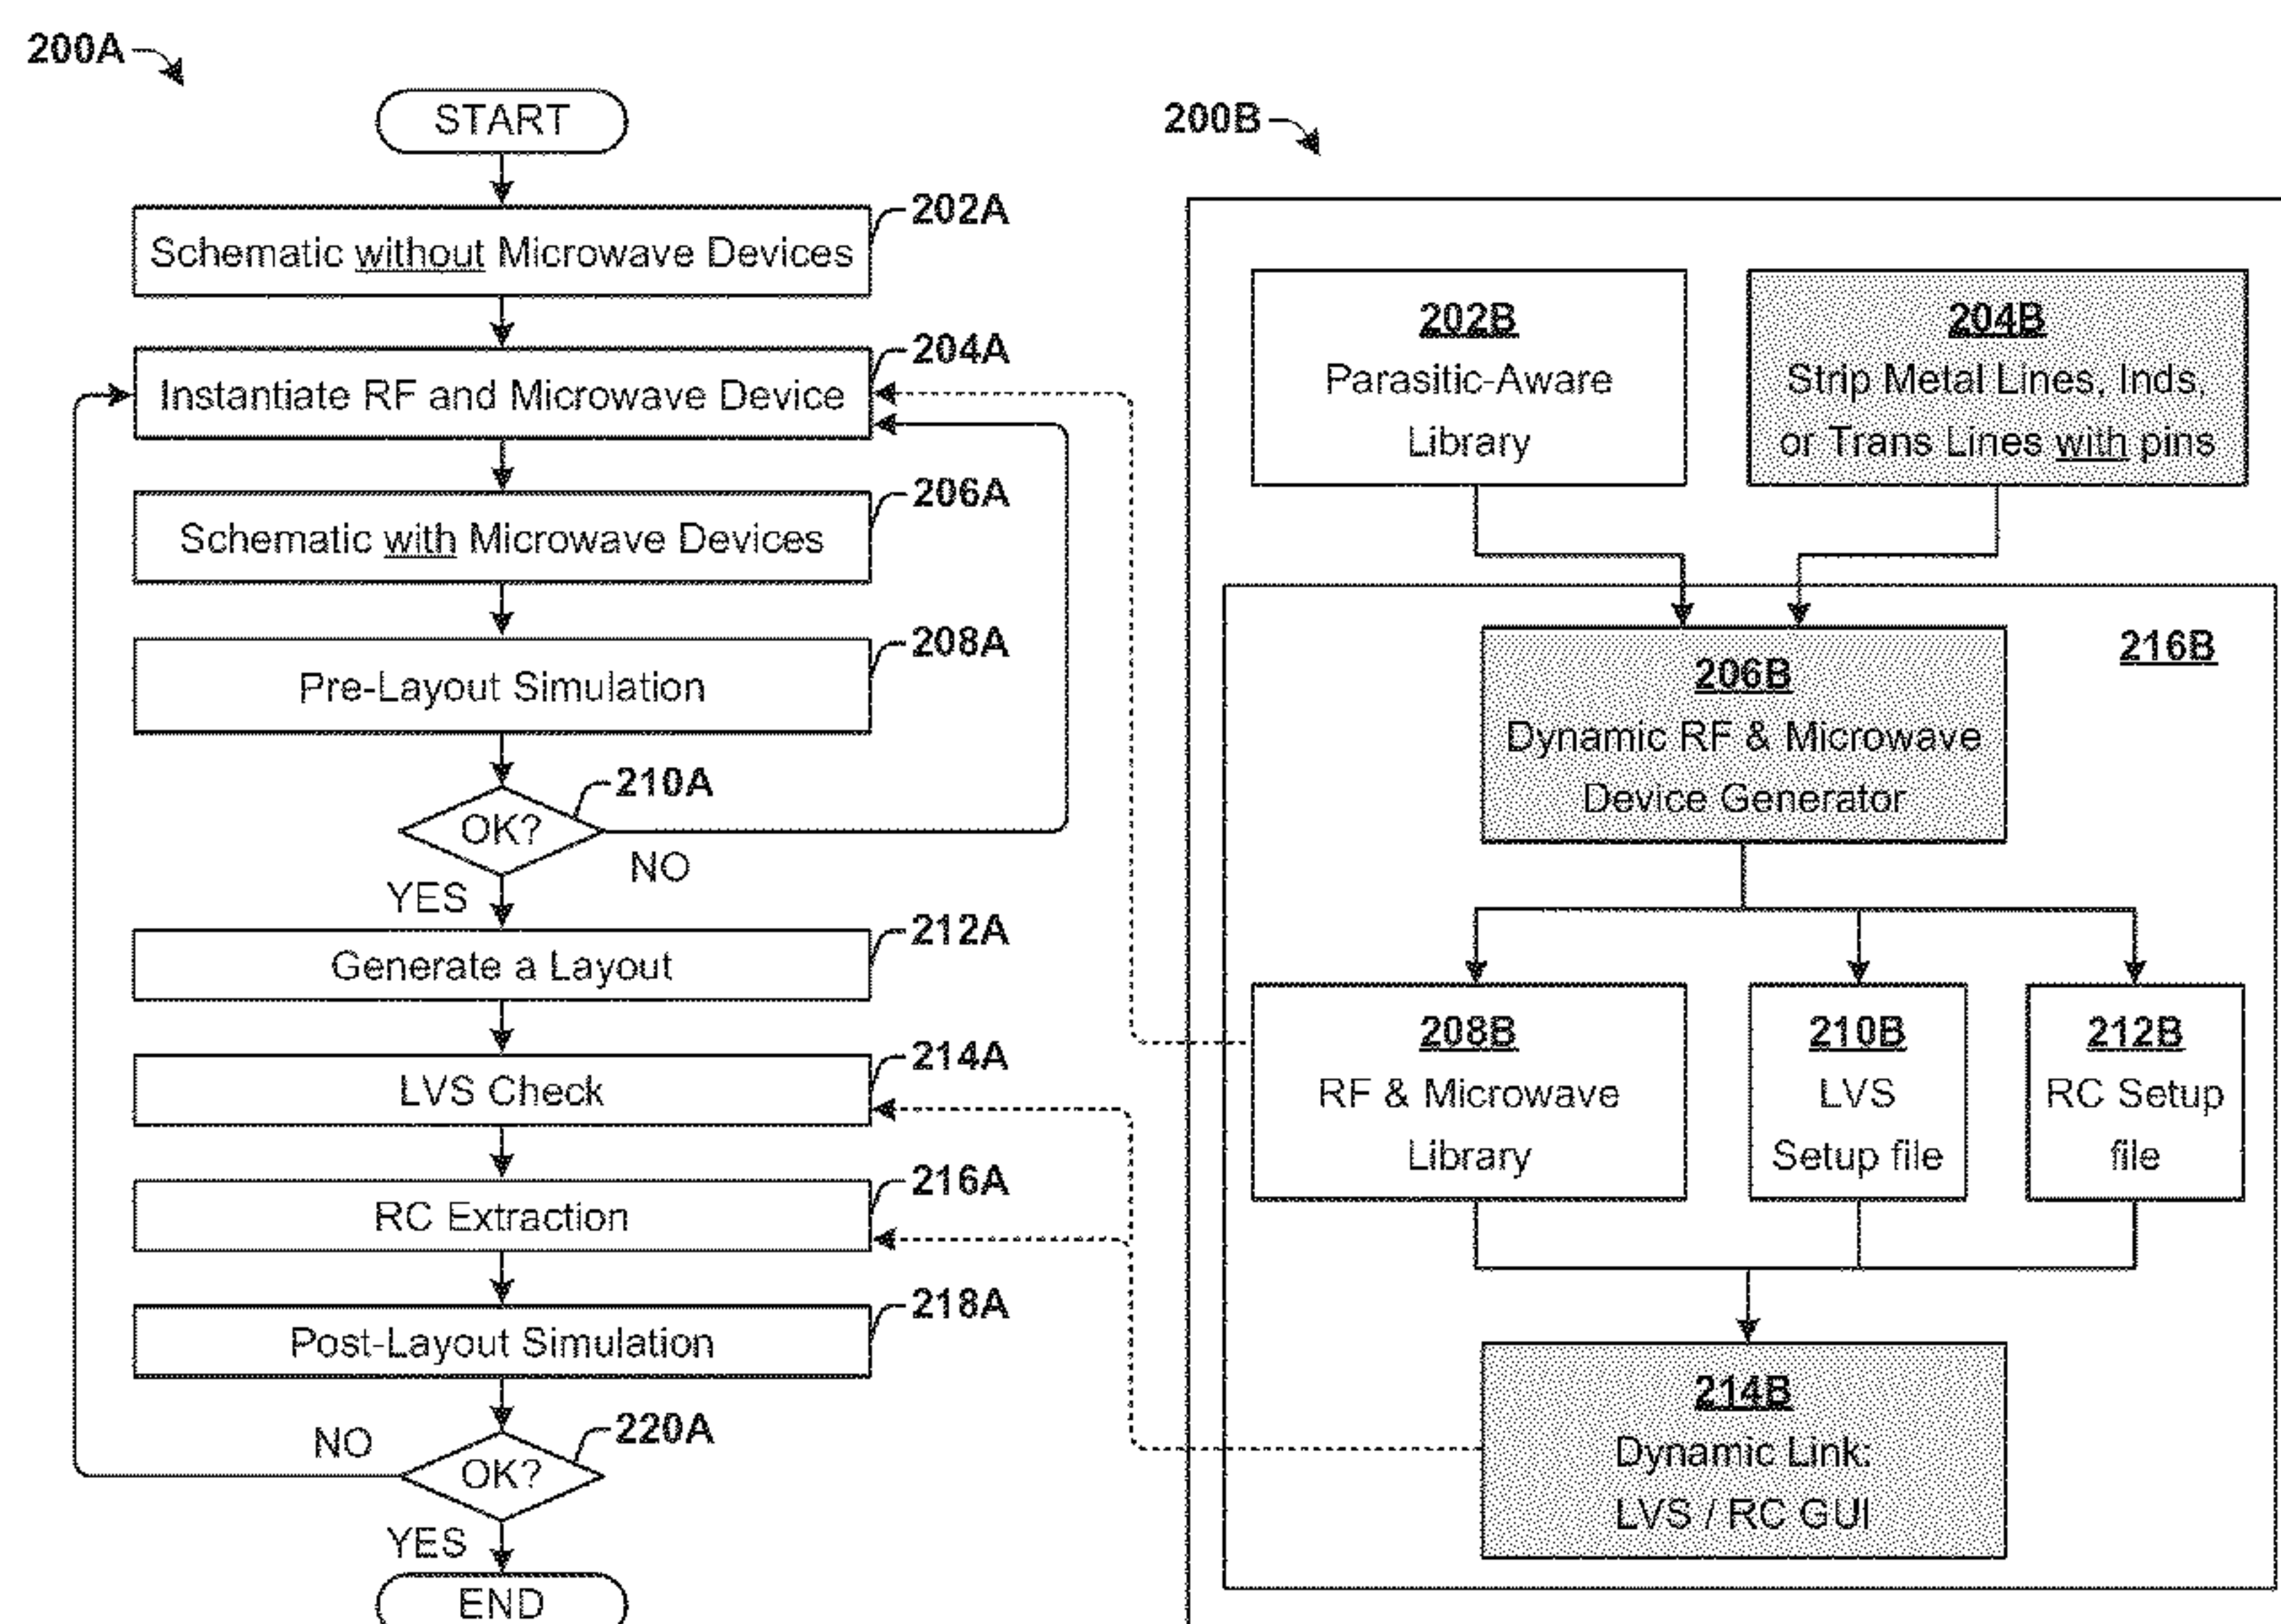 200A
START
202A
Schematic without Microwave Devices
204A
Instantiate RF and Microwave Device
206A
Schematic with Microwave Devices
208A
Pre-Layout Simulation
210A
OK?
NO
YES
212A
Generate a Layout
214A
LVS Check
216A
RC Extraction
218A
Post-Layout Simulation
220A
NO
OK?
YES
END
200B
202B
Parasitic-Aware
Library
204B
Strip Metal Lines, Inds,
or Trans Lines with pins
216B
206B
Dynamic RF & Microwave
Device Generator
208B
RF & Microwave
Library
210B
LVS
Setup file
212B
RC Setup
file
214B
Dynamic Link:
LVS / RC GUI